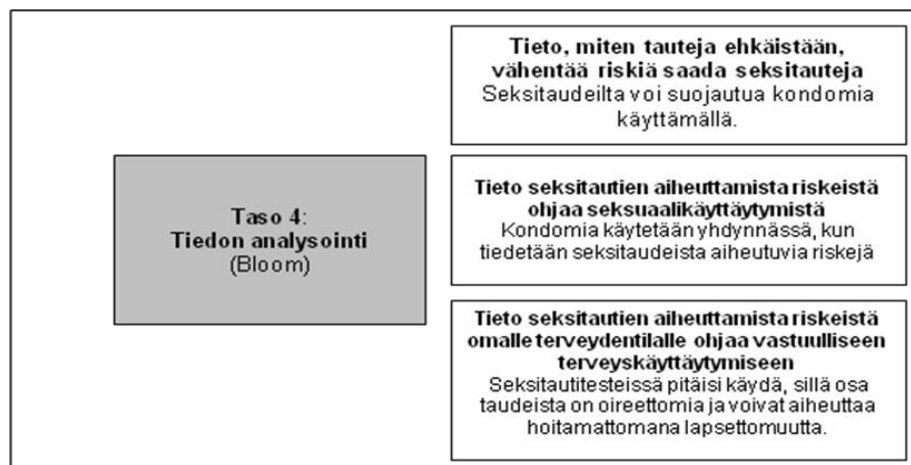 Tieto, miten tauteja ehkäistään,
vähentää riskiä saada seksitauteja
Seksitaudeilta voi suojautua kondomia
käyttämällä.
Taso 4:
Tiedon analysointi
(Bloom)
Tieto seksitautien aiheuttamista riskeistä
ohjaa seksuaalikäyttäytymistä
Kondomia käytetään yhdynnässä, kun
tiedetään seksitaudeista aiheutuvia riskejä
Tieto seksitautien aiheuttamista riskeistä
omalle terveydentilalle ohjaa vastuulliseen
terveyskäyttäytymiseen
Seksitautitesteissä pitäisi käydä, sillä osa
taudeista on oireettomia ja voivat aiheuttaa
hoitamattomana lapsettomuutta.